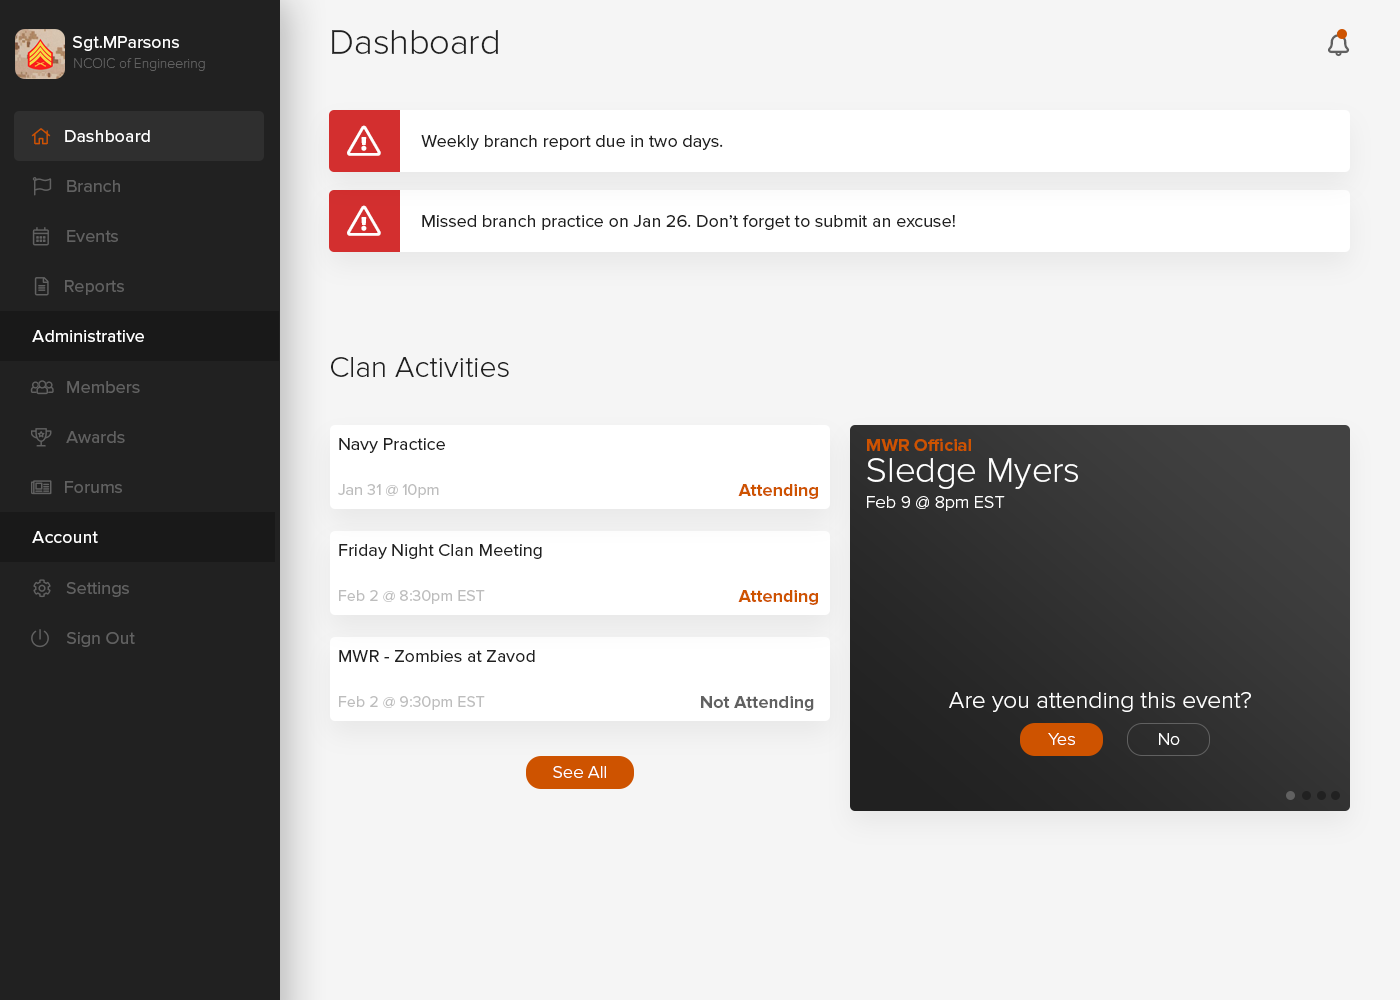 Sgt.MParsons
NCOIC of Engineering
Dashboard
Branch
Events
Reports
Administrative
Members
Awards
Forums
Account
Settings
Sign Out
Dashboard
Weekly branch report due in two days.
Missed branch practice on Jan 26. Don’t forget to submit an excuse!
Clan Activities
Navy Practice
Jan 31 @ 10pm
Attending
Friday Night Clan Meeting
Feb 2 @ 8:30pm EST
Attending
MWR - Zombies at Zavod
Feb 2 @ 9:30pm EST
Not Attending
See All
MWR Official
Sledge Myers
Feb 9 @ 8pm EST
Are you attending this event?
Yes
No